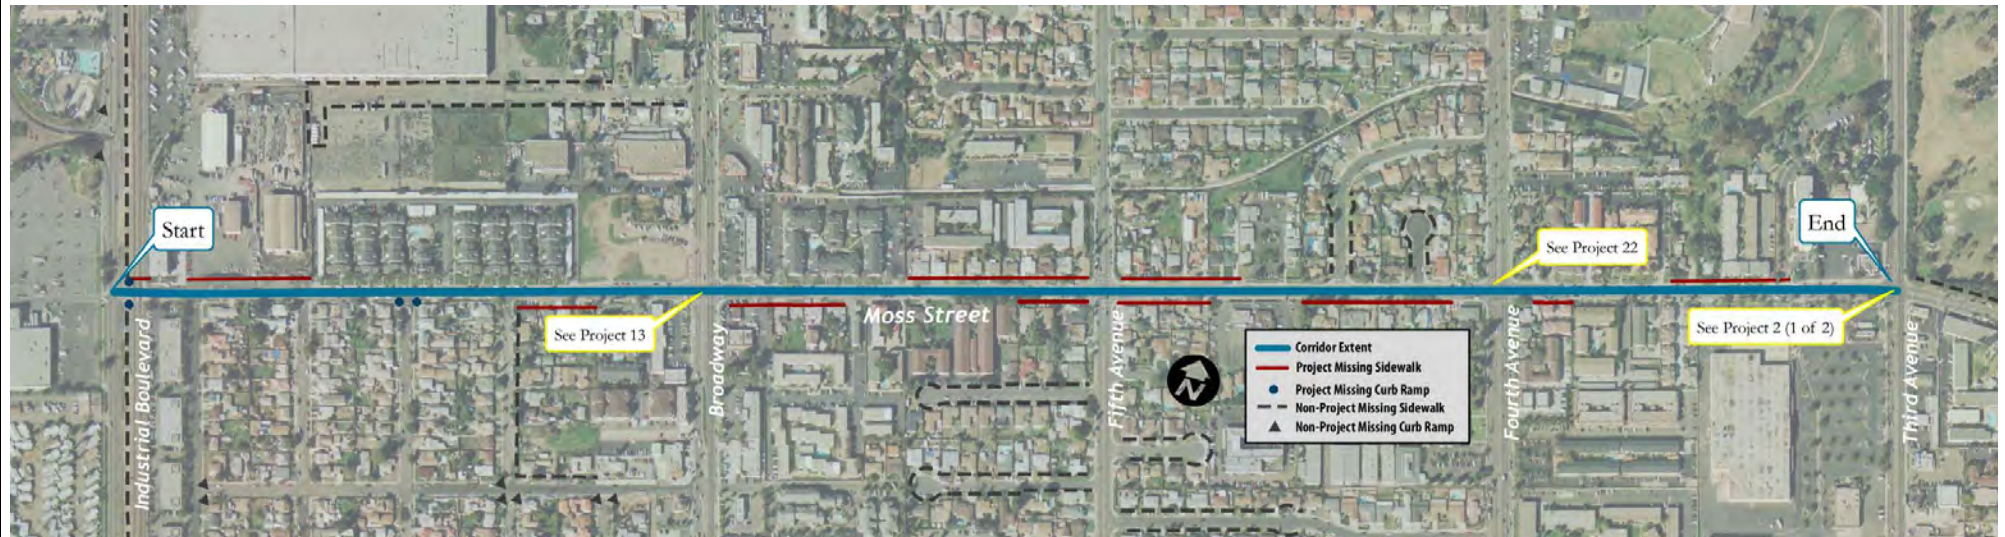 Start
End
See Project 22
See Project 13
See Project 2 (1 of 2)
Moss Street
Industrial Boulevard
Broadway
Fifth Avenue
Fourth Avenue
Third Avenue
N
Corridor Extent
Project Missing Sidewalk
Project Missing Curb Ramp
Non-Project Missing Sidewalk
Non-Project Missing Curb Ramp